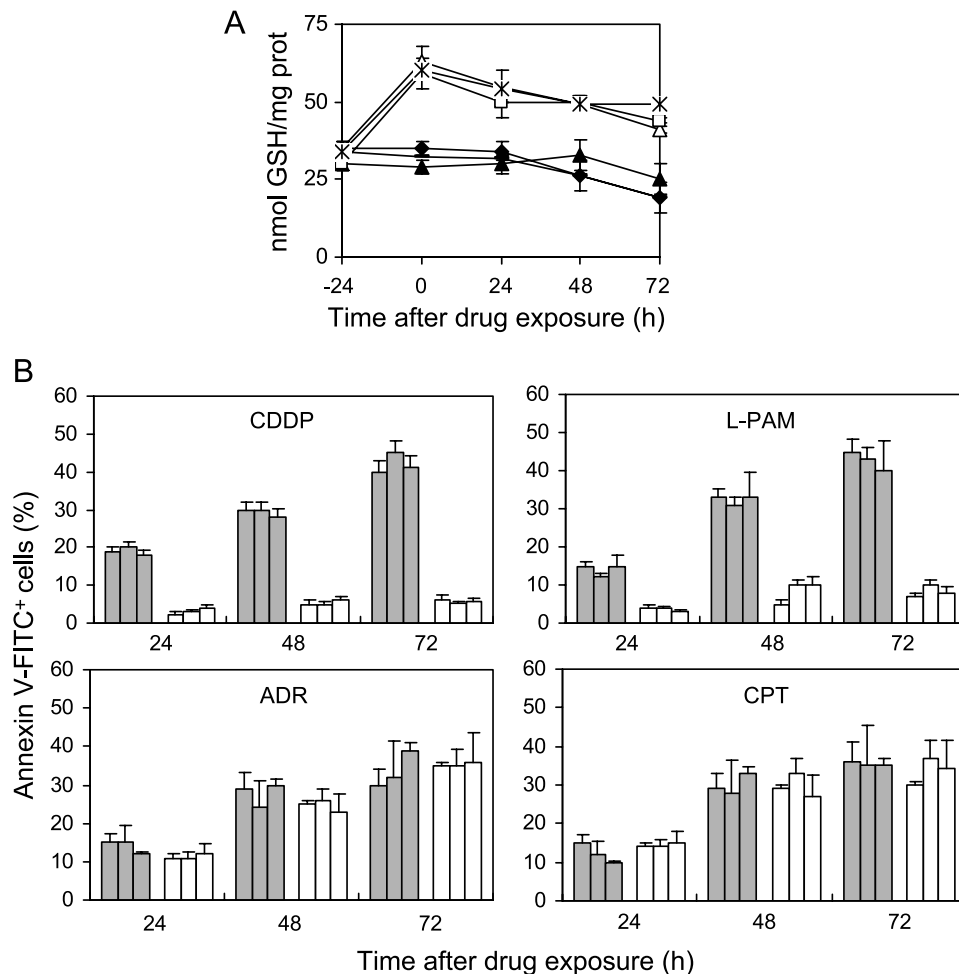 A
75
50
25
0
nmol GSH/mg prot
-24 0 24 48 72
Time after drug exposure (h)
B
Annexin V-FITC⁺ cells (%)
60
50
40
30
20
10
0
CDDP
24 48 72
60
50
40
30
20
10
0
L-PAM
24 48 72
60
50
40
30
20
10
0
ADR
24 48 72
60
50
40
30
20
10
0
CPT
24 48 72
Time after drug exposure (h)